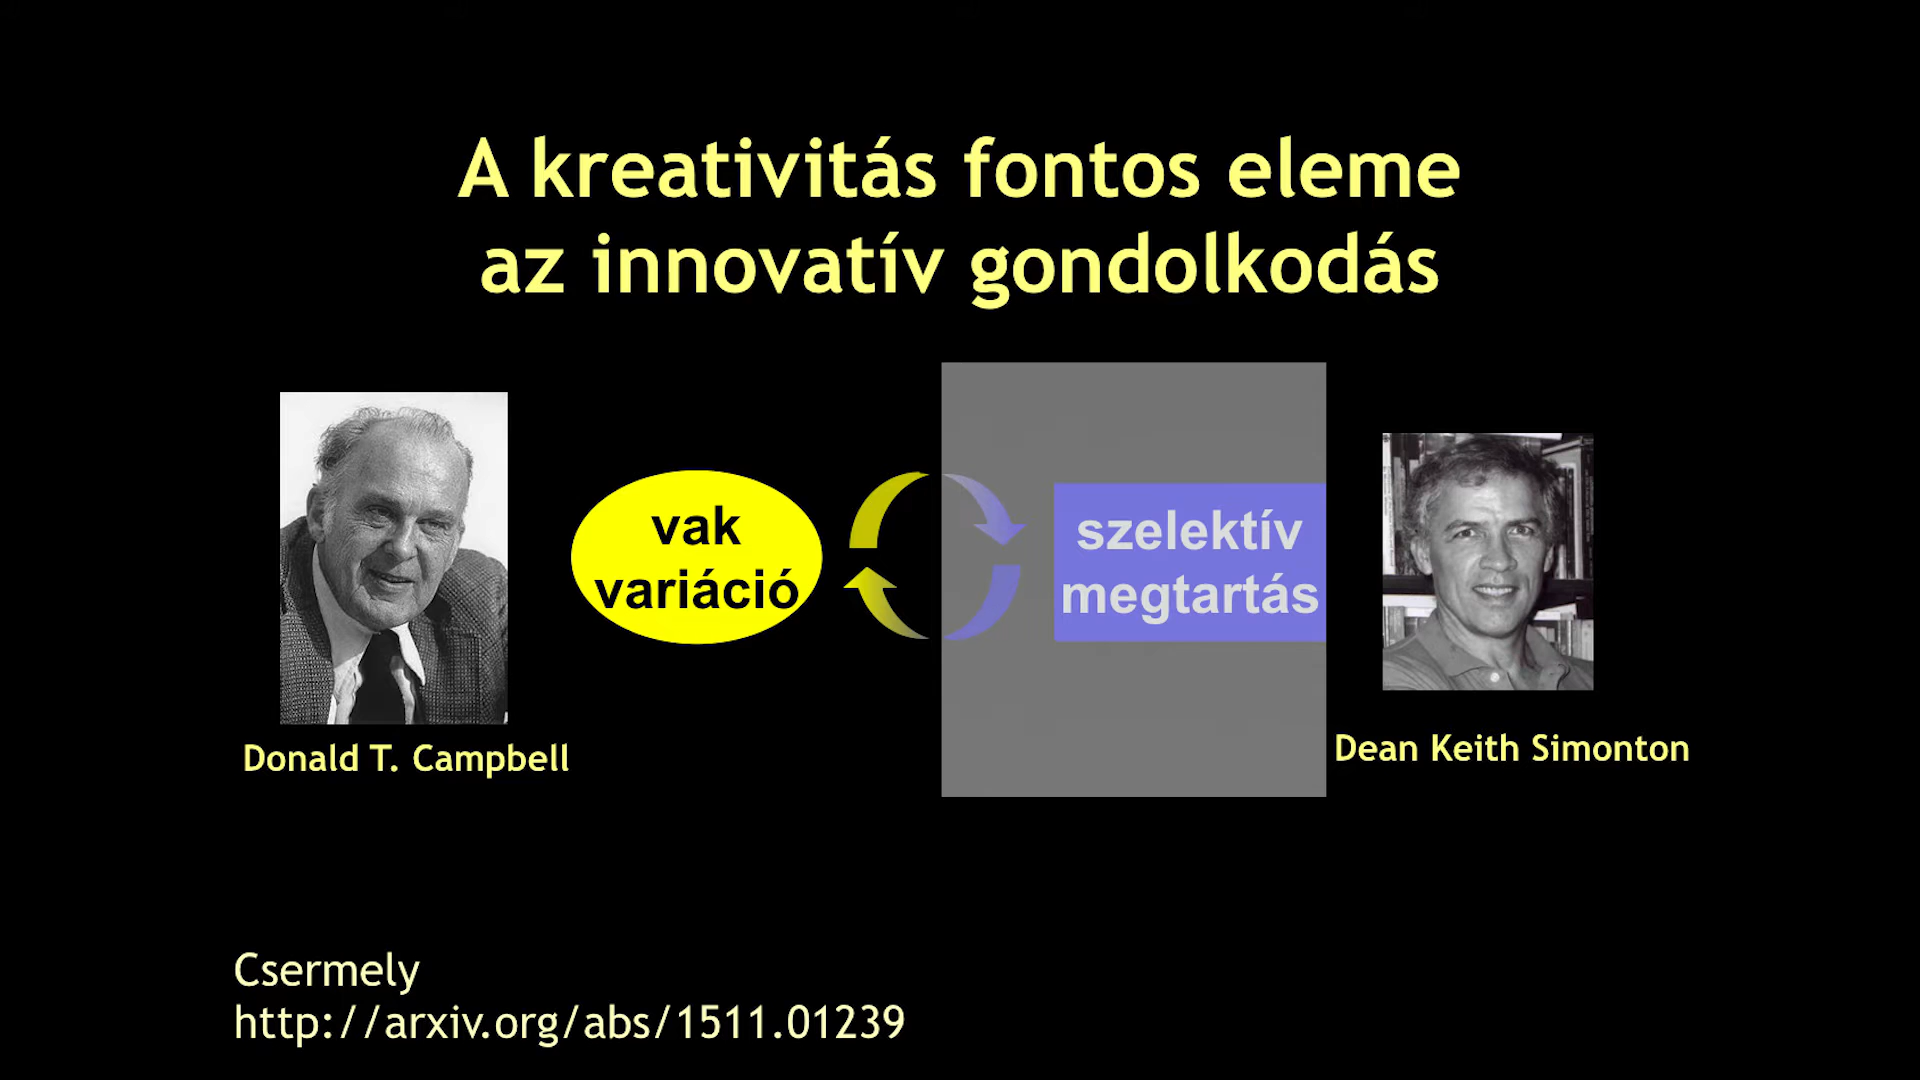 A kreativitás fontos eleme
az innovatív gondolkodás
vak
variáció
szelektív
megtartás
Donald T. Campbell
Dean Keith Simonton
Csermely
http://arxiv.org/abs/1511.01239